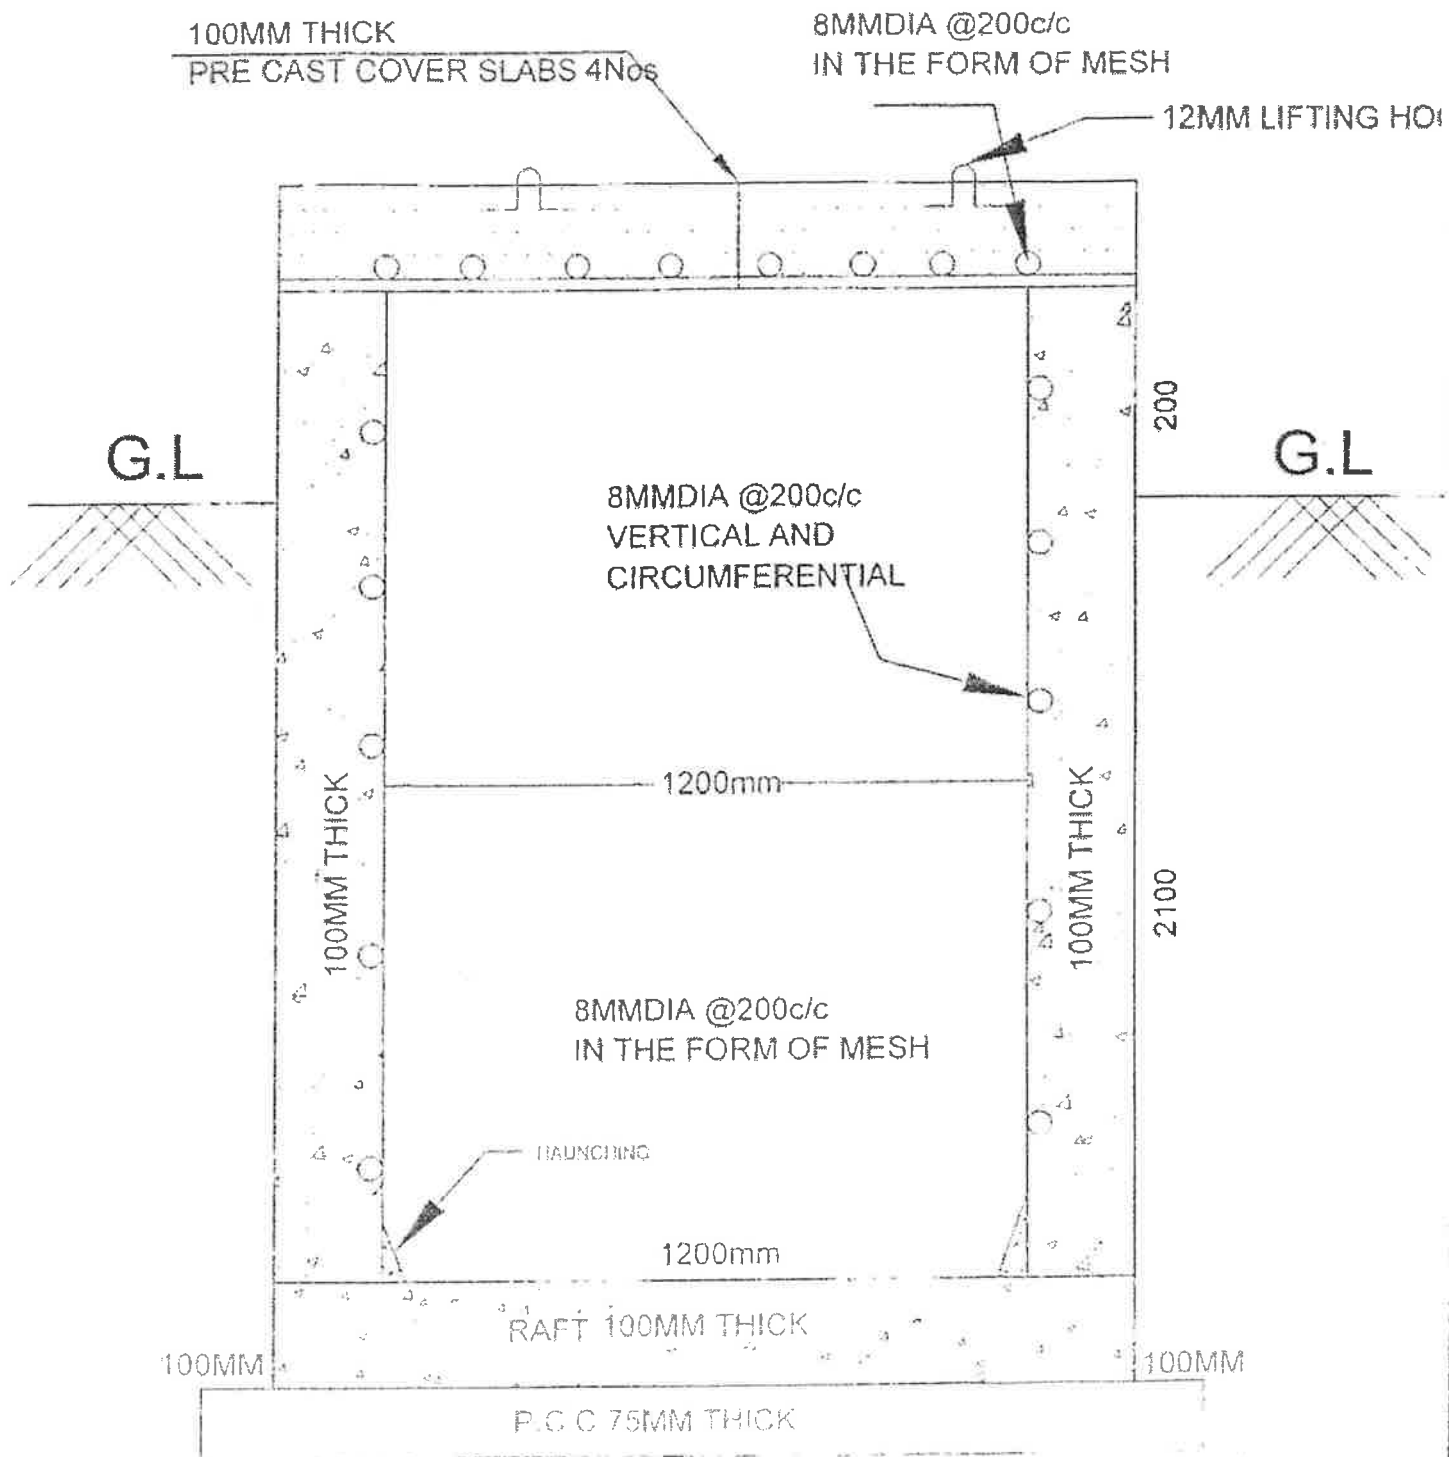 100MM THICK
PRE CAST COVER SLABS 4Nos
8MMDIA @200c/c
IN THE FORM OF MESH
12MM LIFTING
200
G.L
G.L
8MMDIA @200c/c
VERTICAL AND
CIRCUMFERENTIAL
1200mm
100MM THICK
100MM THICK
2100
8MMDIA @200c/c
IN THE FORM OF MESH
HAUNCHING
1200mm
RAFT 100MM THICK
100MM
100MM
P.C.C 75MM THICK